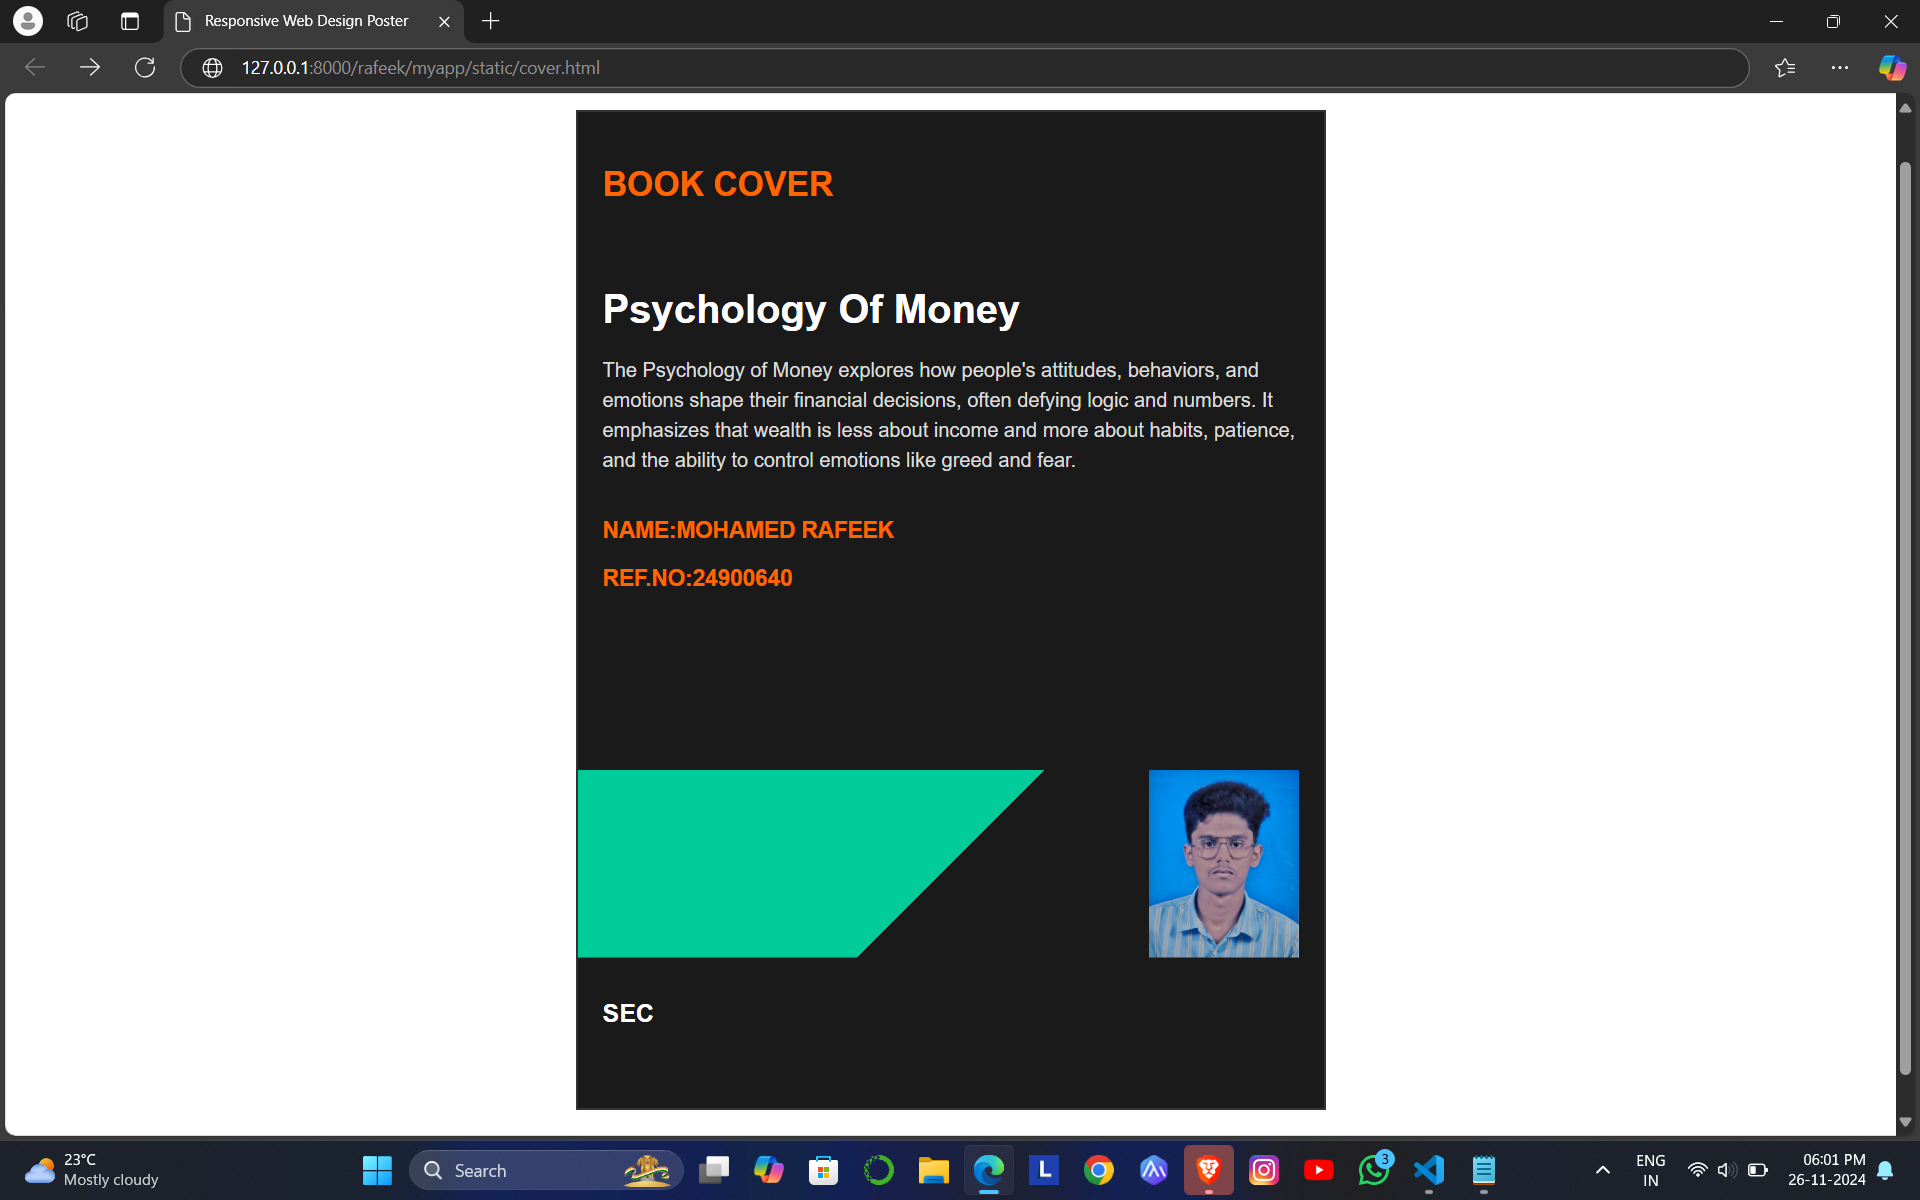 Responsive Web Design Poster
127.0.0.1:8000/rafeek/myapp/static/cover.html
BOOK COVER
Psychology Of Money
The Psychology of Money explores how people's attitudes, behaviors, and
emotions shape their financial decisions, often defying logic and numbers. It
emphasizes that wealth is less about income and more about habits, patience,
and the ability to control emotions like greed and fear.
NAME:MOHAMED RAFEEK
REF.NO:24900640
SEC
23°C
Mostly cloudy
Search
L
3
ENG
IN
06:01 PM
26-11-2024